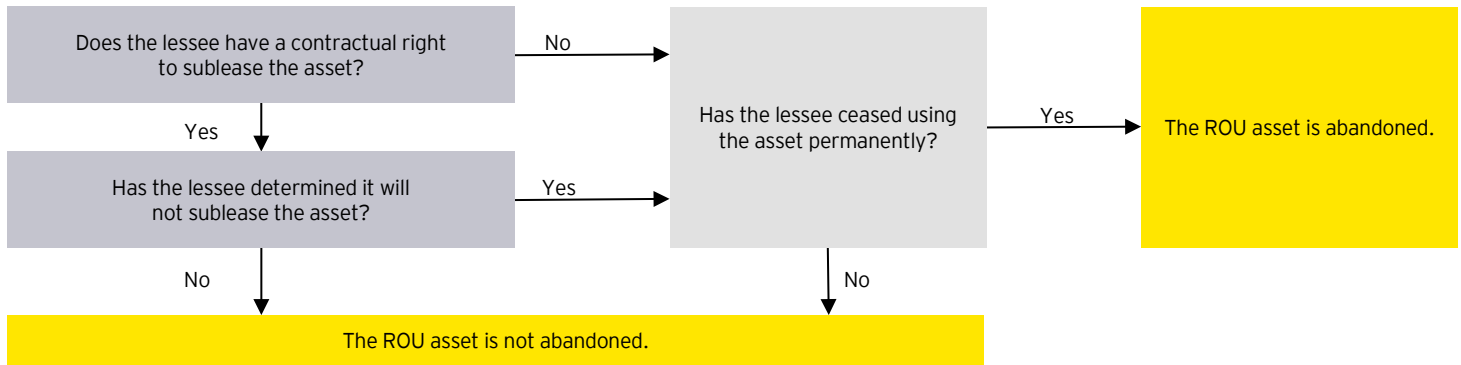 Does the lessee have a contractual right
to sublease the asset?
No
Yes
Has the lessee determined it will
not sublease the asset?
Yes
No
Has the lessee ceased using
the asset permanently?
Yes
No
The ROU asset is abandoned.
The ROU asset is not abandoned.